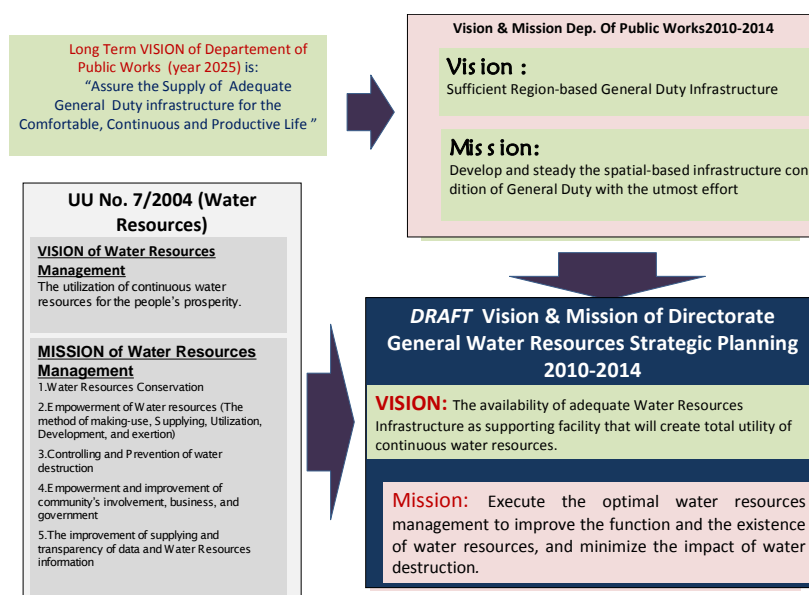 Long Term VISION of Departement of
Public Works (year 2025) is:
“Assure the Supply of Adequate
General Duty infrastructure for the
Comfortable, Continuous and Productive Life ”
Vision & Mission Dep. Of Public Works2010-2014
Vision :
Sufficient Region-based General Duty Infrastructure
Mission:
Develop and steady the spatial-based infrastructure con
dition of General Duty with the utmost effort
UU No. 7/2004 (Water
Resources)
VISION of Water Resources
Management
The utilization of continuous water
resources for the people’s prosperity.
MISSION of Water Resources
Management
1.Water Resources Conservation
2.Empowerment of Water resources (The
method of making-use, Supplying, Utilization,
Development, and exertion)
3.Controlling and Prevention of water
destruction
4.Empowerment and improvement of
community’s involvement, business, and
government
5.The improvement of supplying and
transparency of data and Water Resources
information
DRAFT Vision & Mission of Directorate
General Water Resources Strategic Planning
2010-2014
VISION: The availability of adequate Water Resources
Infrastructure as supporting facility that will create total utility of
continuous water resources.
Mission: Execute the optimal water resources
management to improve the function and the existence
of water resources, and minimize the impact of water
destruction.